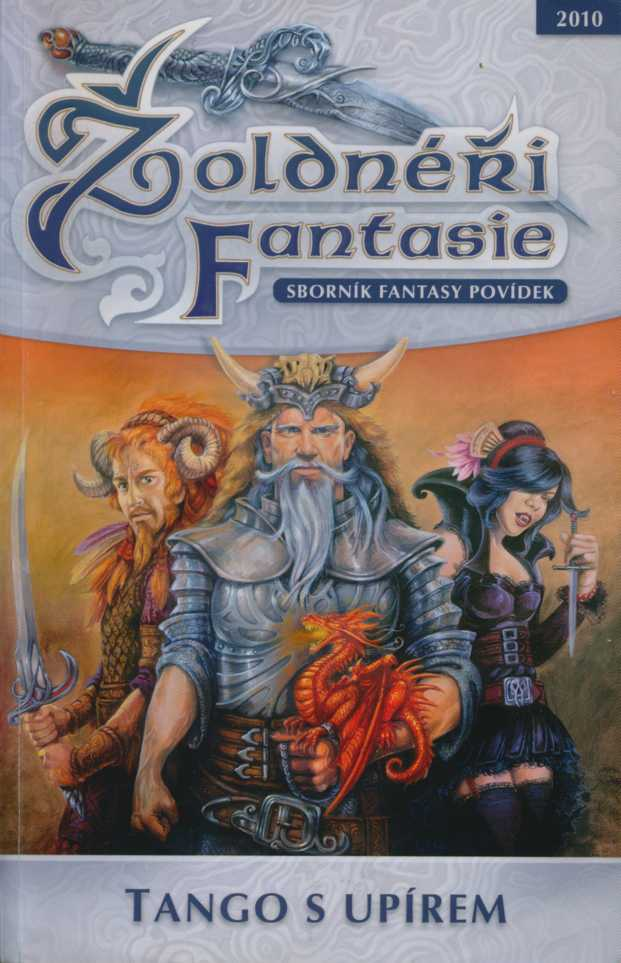 2010
Žoldnéři
Fantasie
SBORNÍK FANTASY POVÍDEK
TANGO S UPÍREM